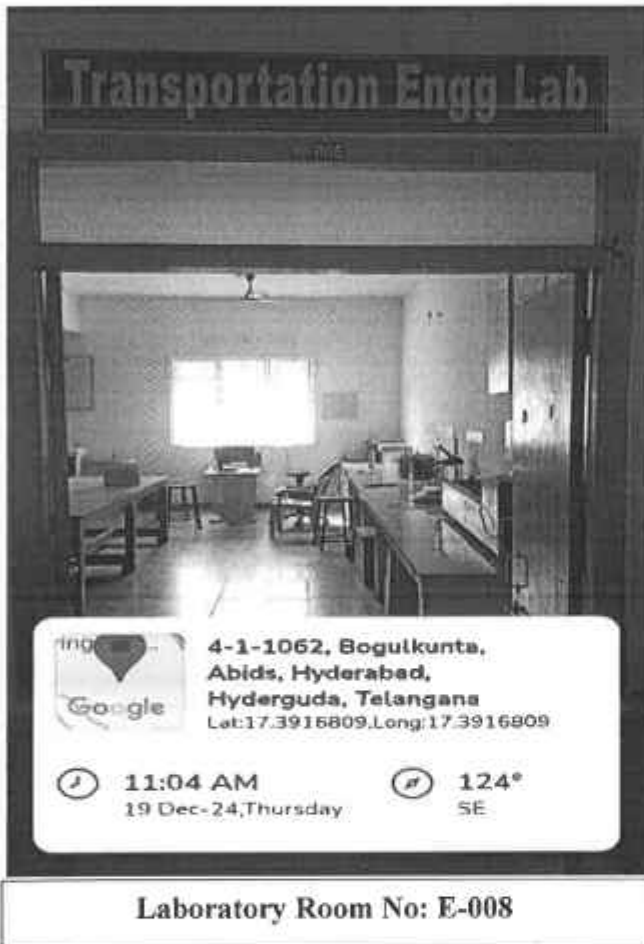 Transportation Engg Lab
4-1-1062, Bogulkunta,
Abids, Hyderabad,
Hyderguda, Telangana
Lat:17.3916809,Long:17.3916809
Google
11:04 AM
19 Dec-24,Thursday
124°
SE
Laboratory Room No: E-008